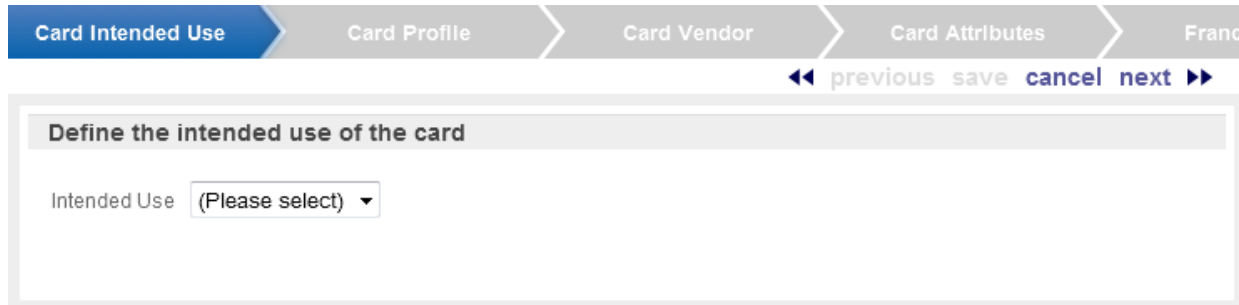 Card Intended Use Card Profile Card Vendor Card Attributes Franc
previous save cancel next
Define the intended use of the card
Intended Use (Please select)